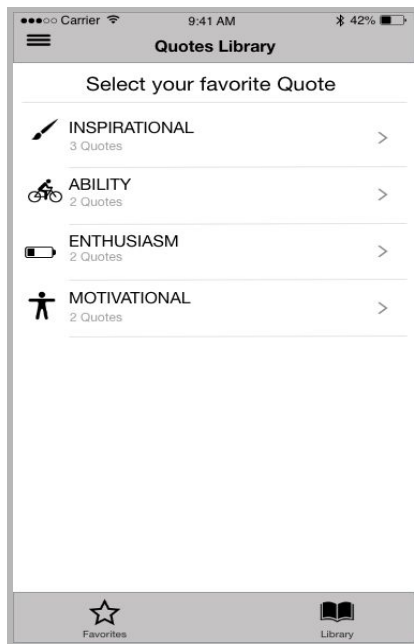 Carrier 9:41 AM 42%
Quotes Library
Select your favorite Quote
INSPIRATIONAL
3 Quotes
ABILITY
2 Quotes
ENTHUSIASM
2 Quotes
MOTIVATIONAL
2 Quotes
Favorites Library